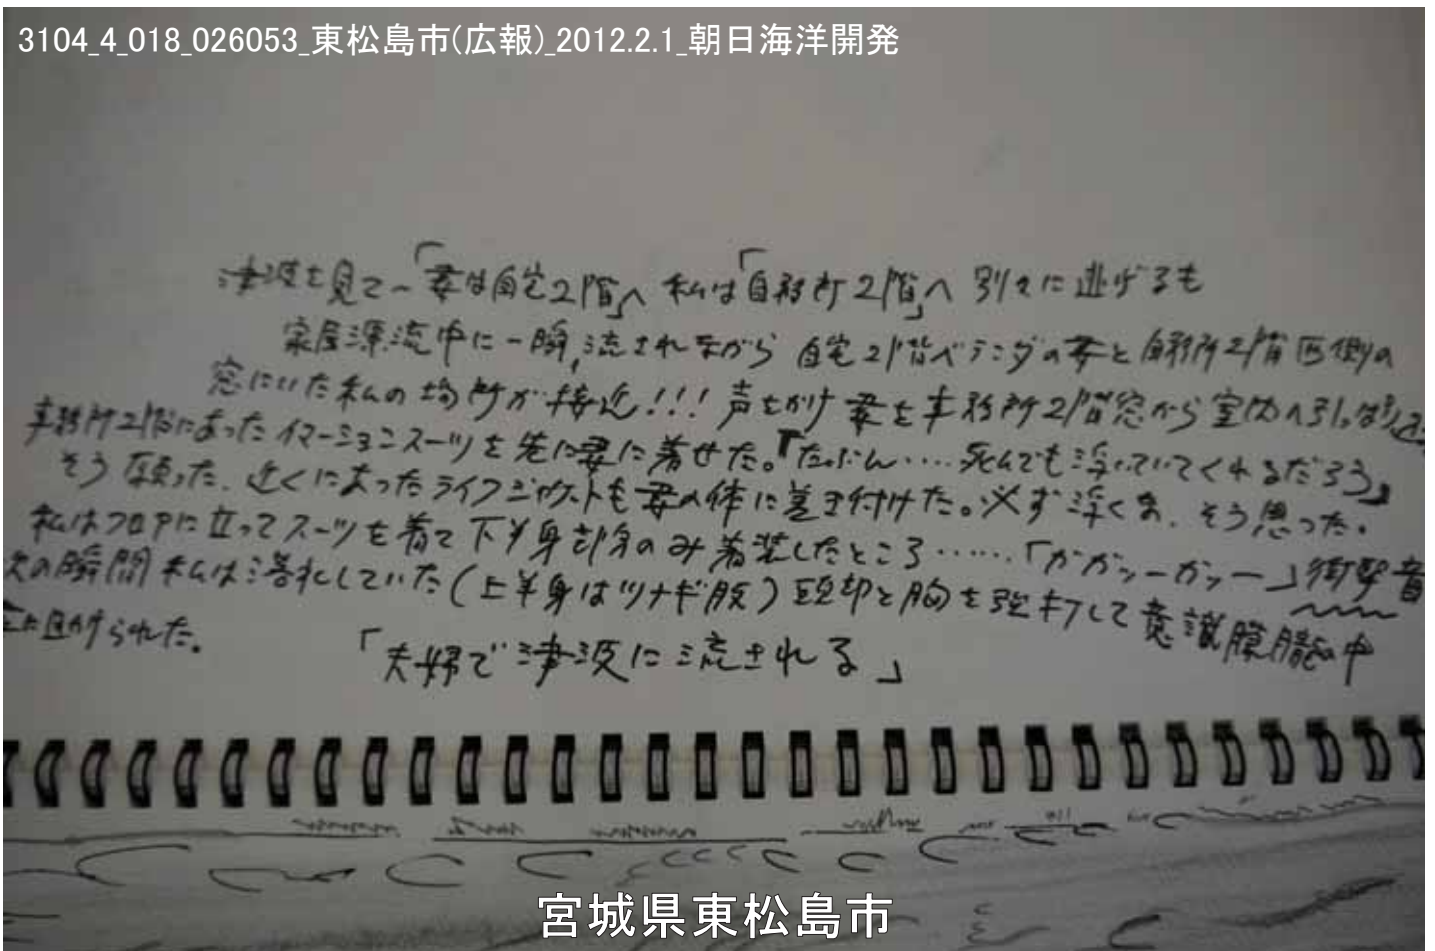 3104_4_018_026053_東松島市(広報)_2012.2.1_朝日海洋開発
津波を見て〜「妻は自宅2階」へ 私は「自務所2階」へ 別々に逃げるも
家屋漂流中に一瞬、流されながら 自宅2階ベランダの妻と自務所2階西側の
窓にいた私の場所が接近!!!声をかけ妻を事務所2階窓から室内へ引っぱり込
事務所2階にあったイマーションスーツを先に妻に着せた。『たぶん……死んでも浮いていてくれるだろう』
そう願った、近くにあったライフジャケットも妻の体に巻き付けた。必ず浮くな、そう思った。
私はフロアに立ってスーツを着て下半身部分のみ着装したところ……「ガガッーガッー」衝撃音
次の瞬間私は落水していた(上半身はツナギ服)頭部と胸を強打して意識朦朧の中
られた。
「夫婦で津波に流される」
宮城県東松島市